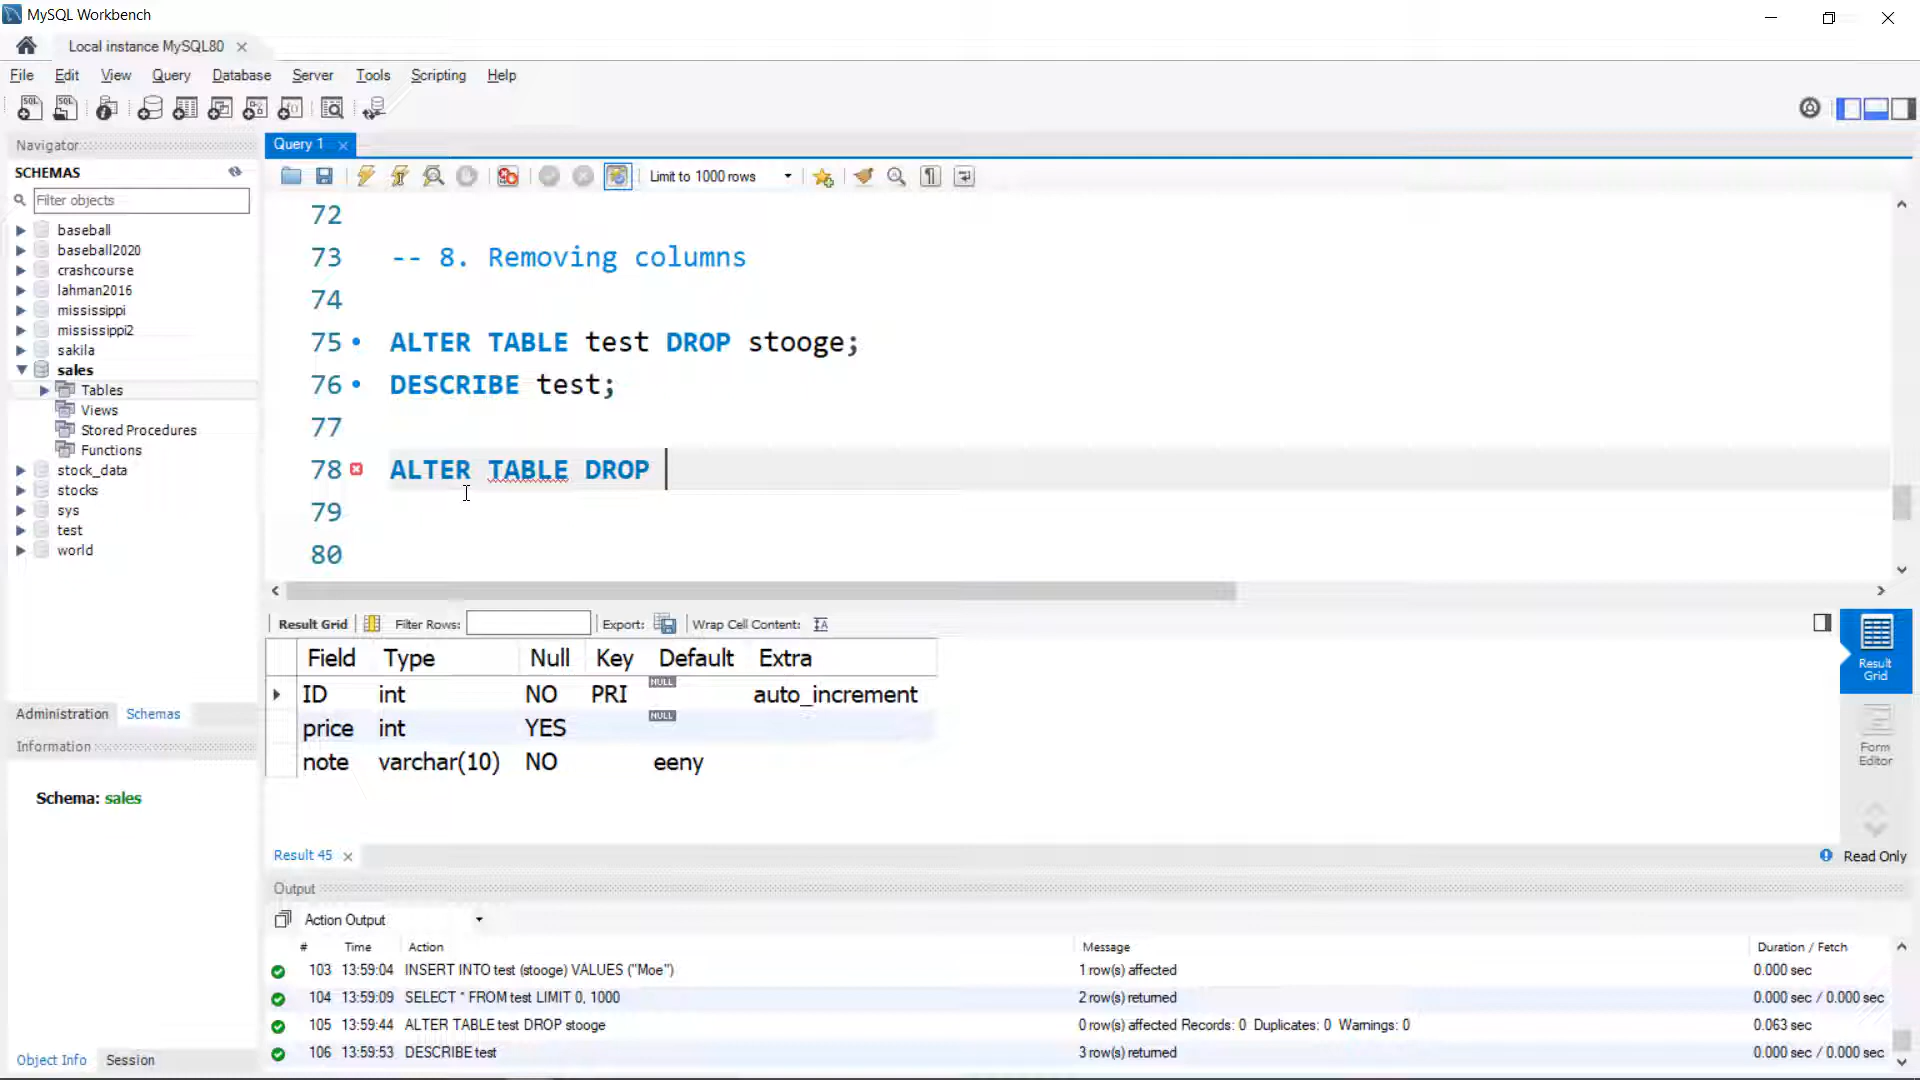 MySQL Workbench
Local instance MySQL80
File Edit View Query Database Server Tools Scripting Help
Navigator
SCHEMAS
Filter objects
baseball
baseball2020
crashcourse
lahman2016
mississippi
mississippi2
sakila
sales
Tables
Views
Stored Procedures
Functions
stock_data
stocks
sys
test
world
Administration Schemas
Information
Schema: sales
Object Info Session
Query 1
Limit to 1000 rows
72
73 -- 8. Removing columns
74
75 ALTER TABLE test DROP stooge;
76 DESCRIBE test;
77
78 ALTER TABLE DROP
79
80
Result Grid Filter Rows: Export: Wrap Cell Content:
Field Type Null Key Default Extra
ID int NO PRI NULL auto_increment
price int YES NULL
note varchar(10) NO eeny
Result Grid
Form Editor
Result 45
Read Only
Output
Action Output
# Time Action Message Duration / Fetch
103 13:59:04 INSERT INTO test (stooge) VALUES ("Moe") 1 row(s) affected 0.000 sec
104 13:59:09 SELECT * FROM test LIMIT 0, 1000 2 row(s) returned 0.000 sec / 0.000 sec
105 13:59:44 ALTER TABLE test DROP stooge 0 row(s) affected Records: 0 Duplicates: 0 Warnings: 0 0.063 sec
106 13:59:53 DESCRIBE test 3 row(s) returned 0.000 sec / 0.000 sec